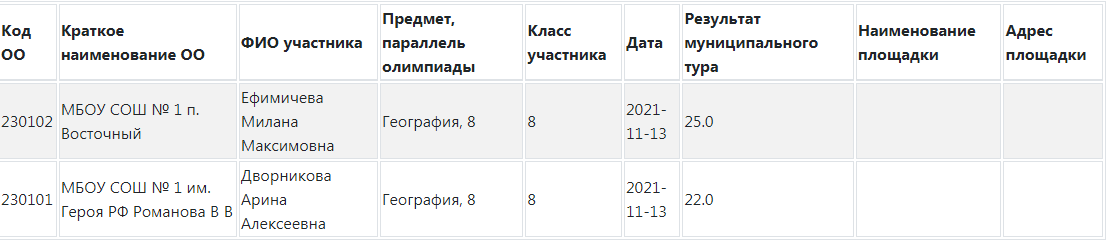 Код ОО
Краткое наименование ОО
ФИО участника
Предмет, параллель олимпиады
Класс участника
Дата
Результат муниципального тура
Наименование площадки
Адрес площадки
230102
МБОУ СОШ № 1 п. Восточный
Ефимичева Милана Максимовна
География, 8
8
2021-11-13
25.0
230101
МБОУ СОШ № 1 им. Героя РФ Романова В В
Дворникова Арина Алексеевна
География, 8
8
2021-11-13
22.0